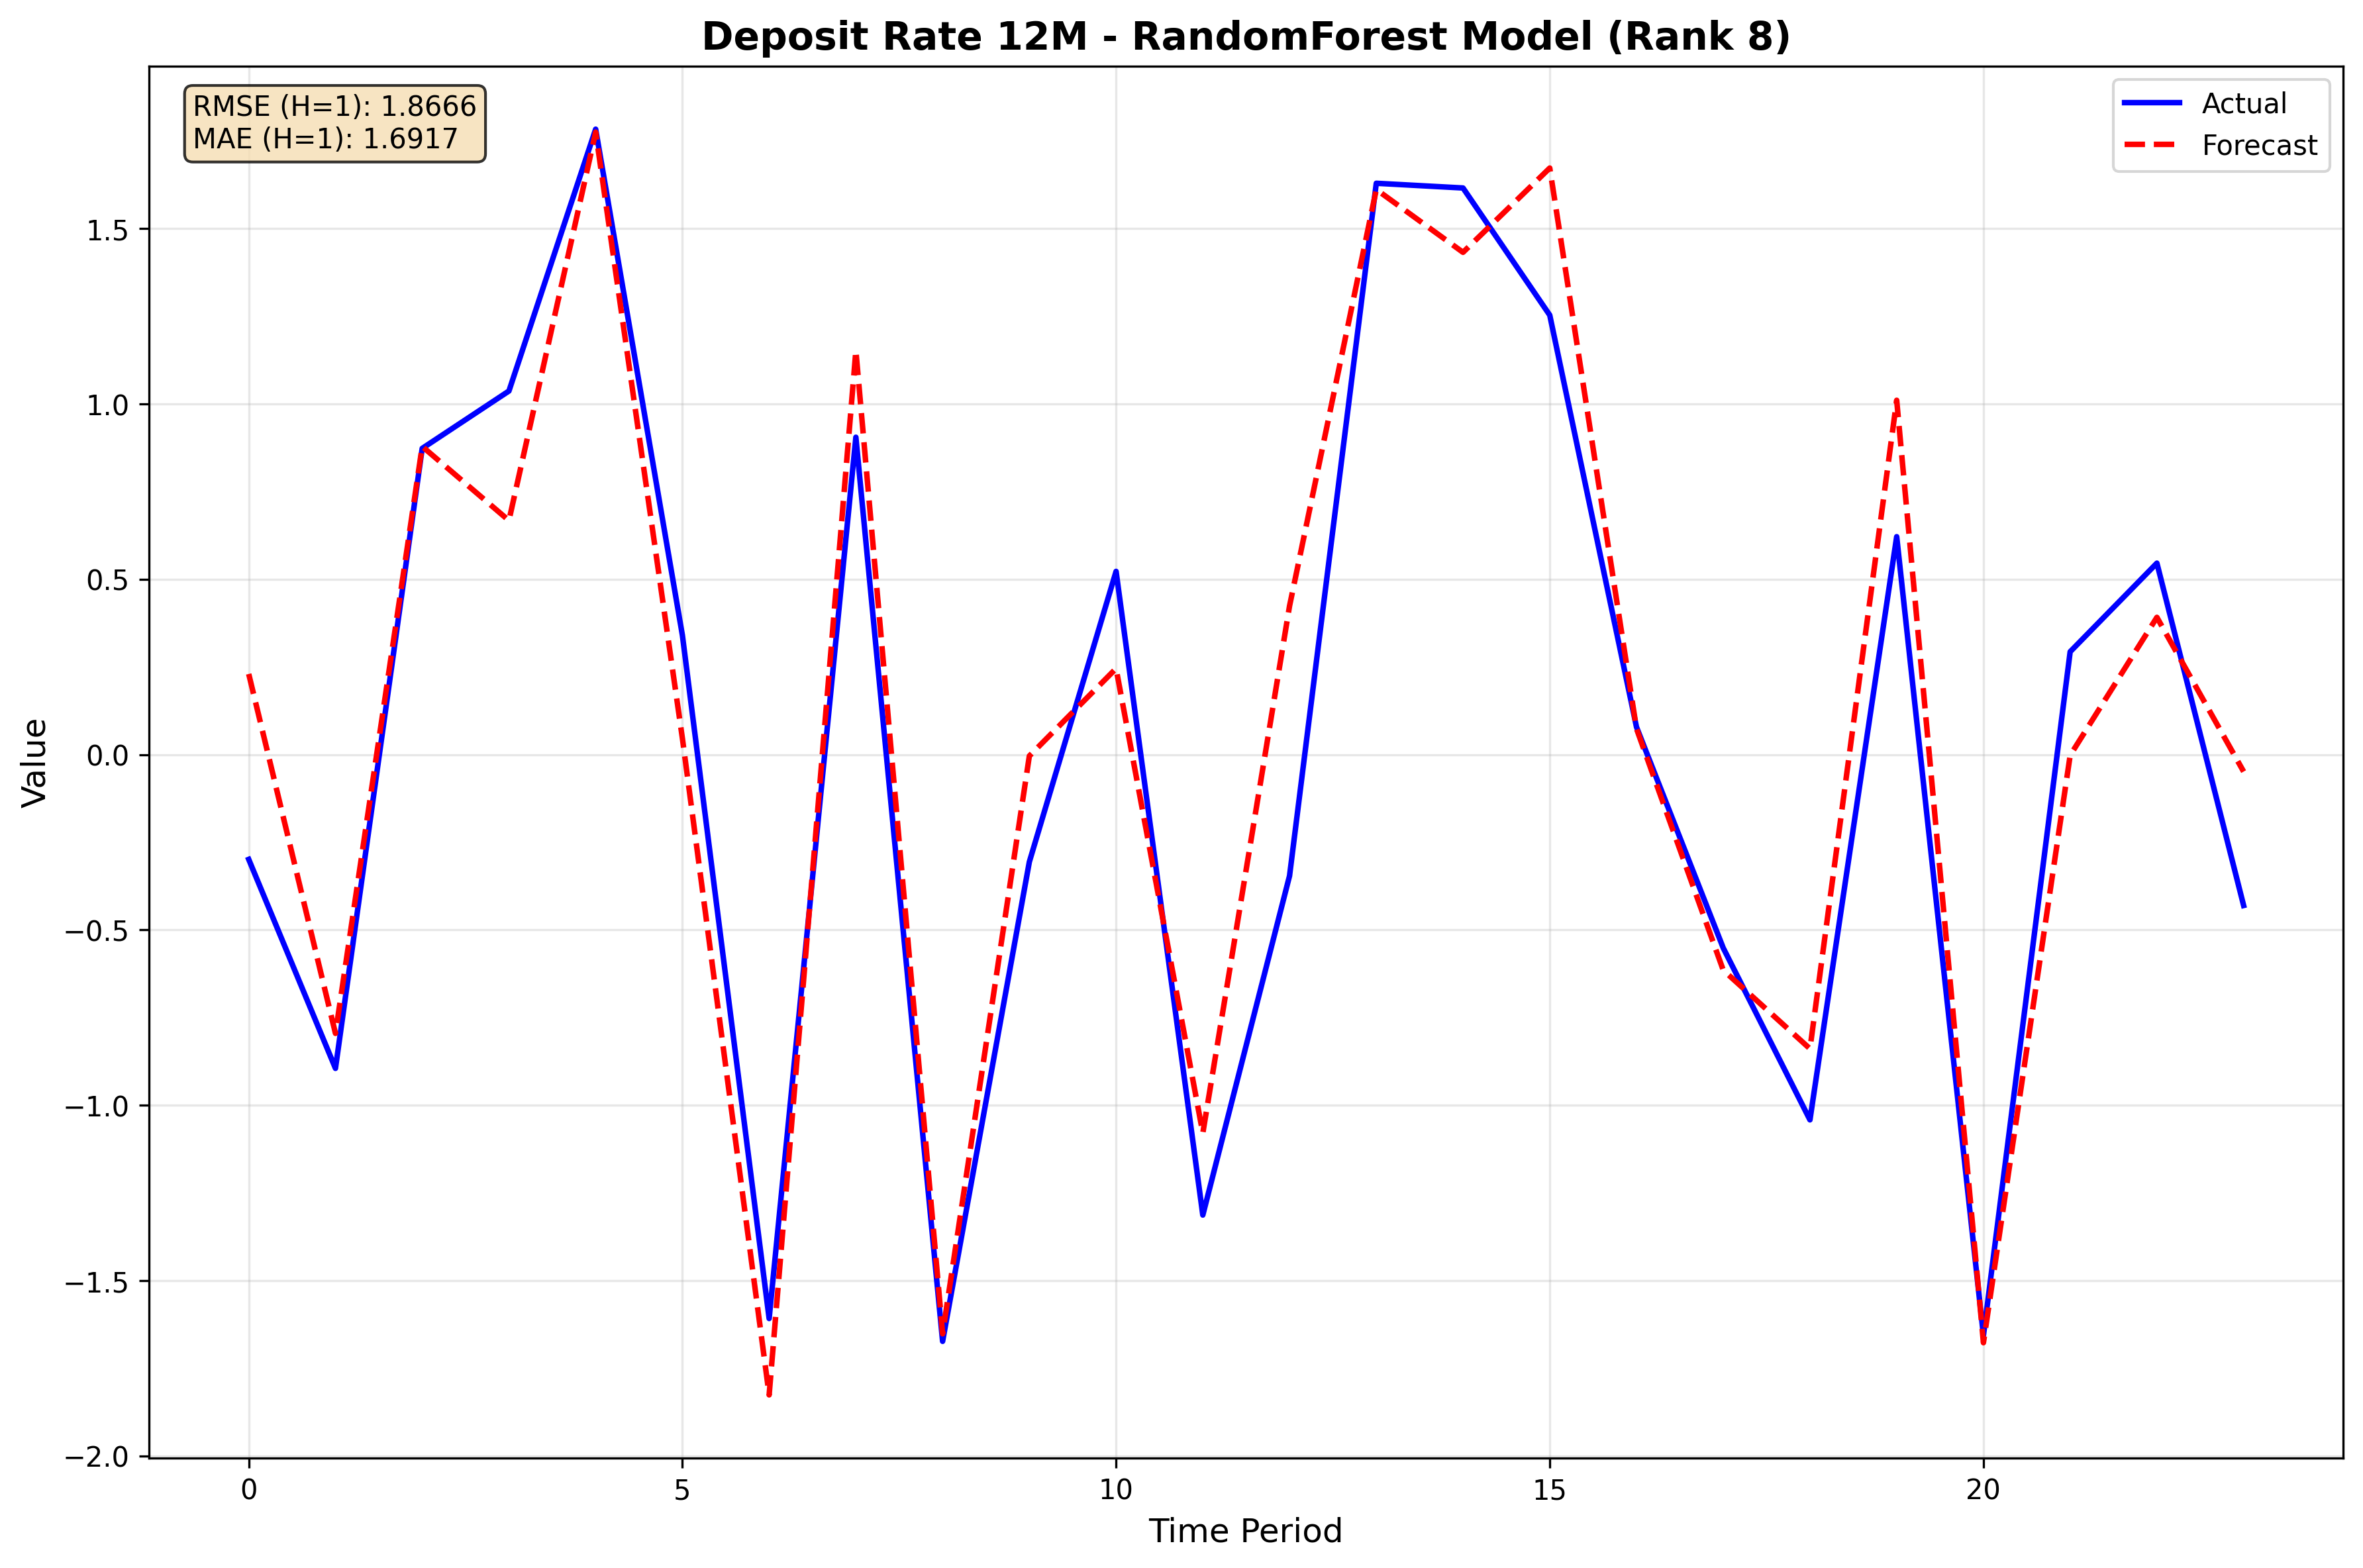 Deposit Rate 12M - RandomForest Model (Rank 8)
RMSE (H=1): 1.8666
MAE (H=1): 1.6917
Actual
Forecast
1.5
1.0
0.5
0.0
−0.5
−1.0
−1.5
−2.0
Value
0 5 10 15 20
Time Period